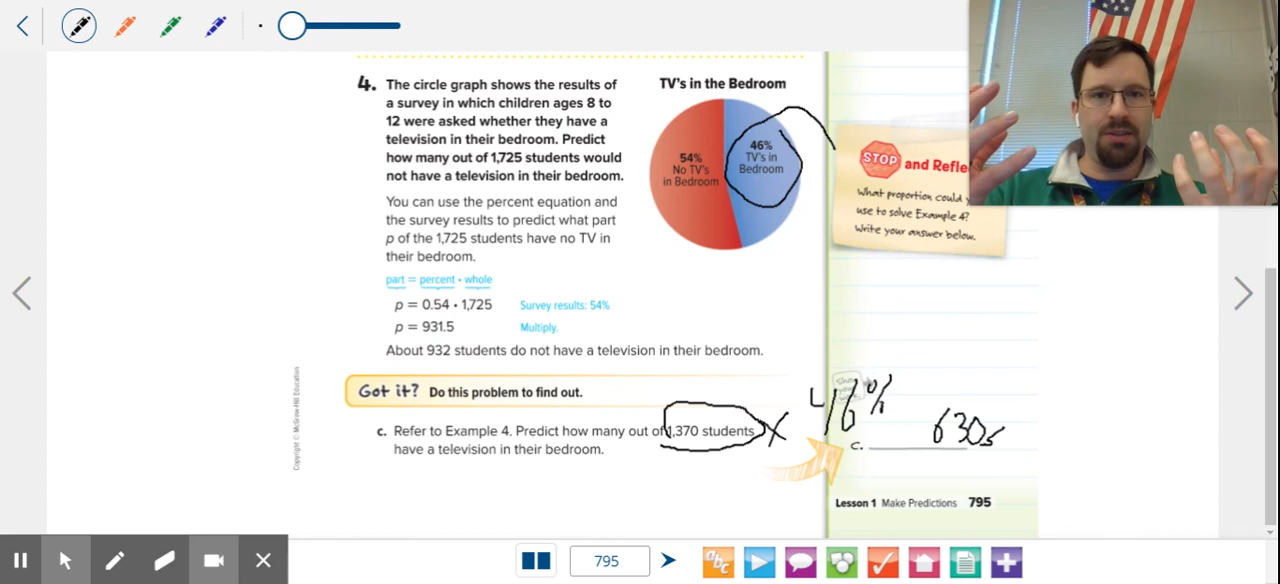 4. The circle graph shows the results of
a survey in which children ages 8 to
12 were asked whether they have a
television in their bedroom. Predict
how many out of 1,725 students would
not have a television in their bedroom.
You can use the percent equation and
the survey results to predict what part
p of the 1,725 students have no TV in
their bedroom.
part = percent • whole
p = 0.54 • 1,725 Survey results: 54%
p = 931.5 Multiply.
About 932 students do not have a television in their bedroom.
TV's in the Bedroom
54%
No TV's
in Bedroom
46%
TV's in
Bedroom
STOP and Refle
What proportion could
use to solve Example 4?
Write your answer below.
Got it? Do this problem to find out.
c. Refer to Example 4. Predict how many out of 1,370 students
have a television in their bedroom.
x 46%
c. 630
Copyright © McGraw-Hill Education
Lesson 1 Make Predictions 795
795
abc